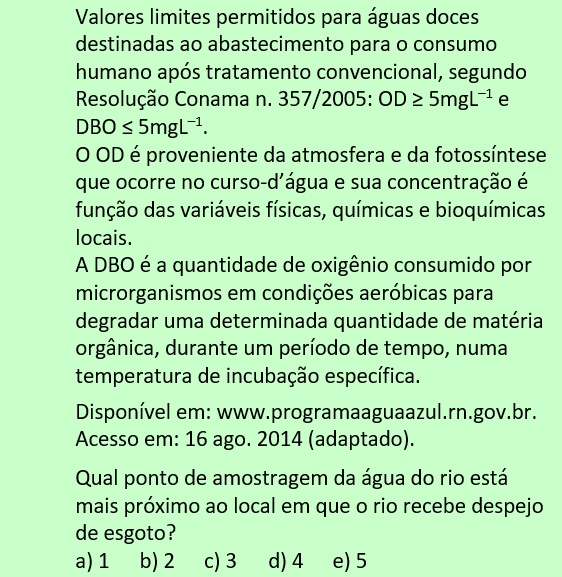 Valores limites permitidos para águas doces
destinadas ao abastecimento para o consumo
humano após tratamento convencional, segundo
Resolução Conama n. 357/2005: OD ≥ 5mgL⁻¹ e
DBO ≤ 5mgL⁻¹.
O OD é proveniente da atmosfera e da fotossíntese
que ocorre no curso-d’água e sua concentração é
função das variáveis físicas, químicas e bioquímicas
locais.
A DBO é a quantidade de oxigênio consumido por
microrganismos em condições aeróbicas para
degradar uma determinada quantidade de matéria
orgânica, durante um período de tempo, numa
temperatura de incubação específica.
Disponível em: www.programaaguaazul.rn.gov.br.
Acesso em: 16 ago. 2014 (adaptado).
Qual ponto de amostragem da água do rio está
mais próximo ao local em que o rio recebe despejo
de esgoto?
a) 1 b) 2 c) 3 d) 4 e) 5